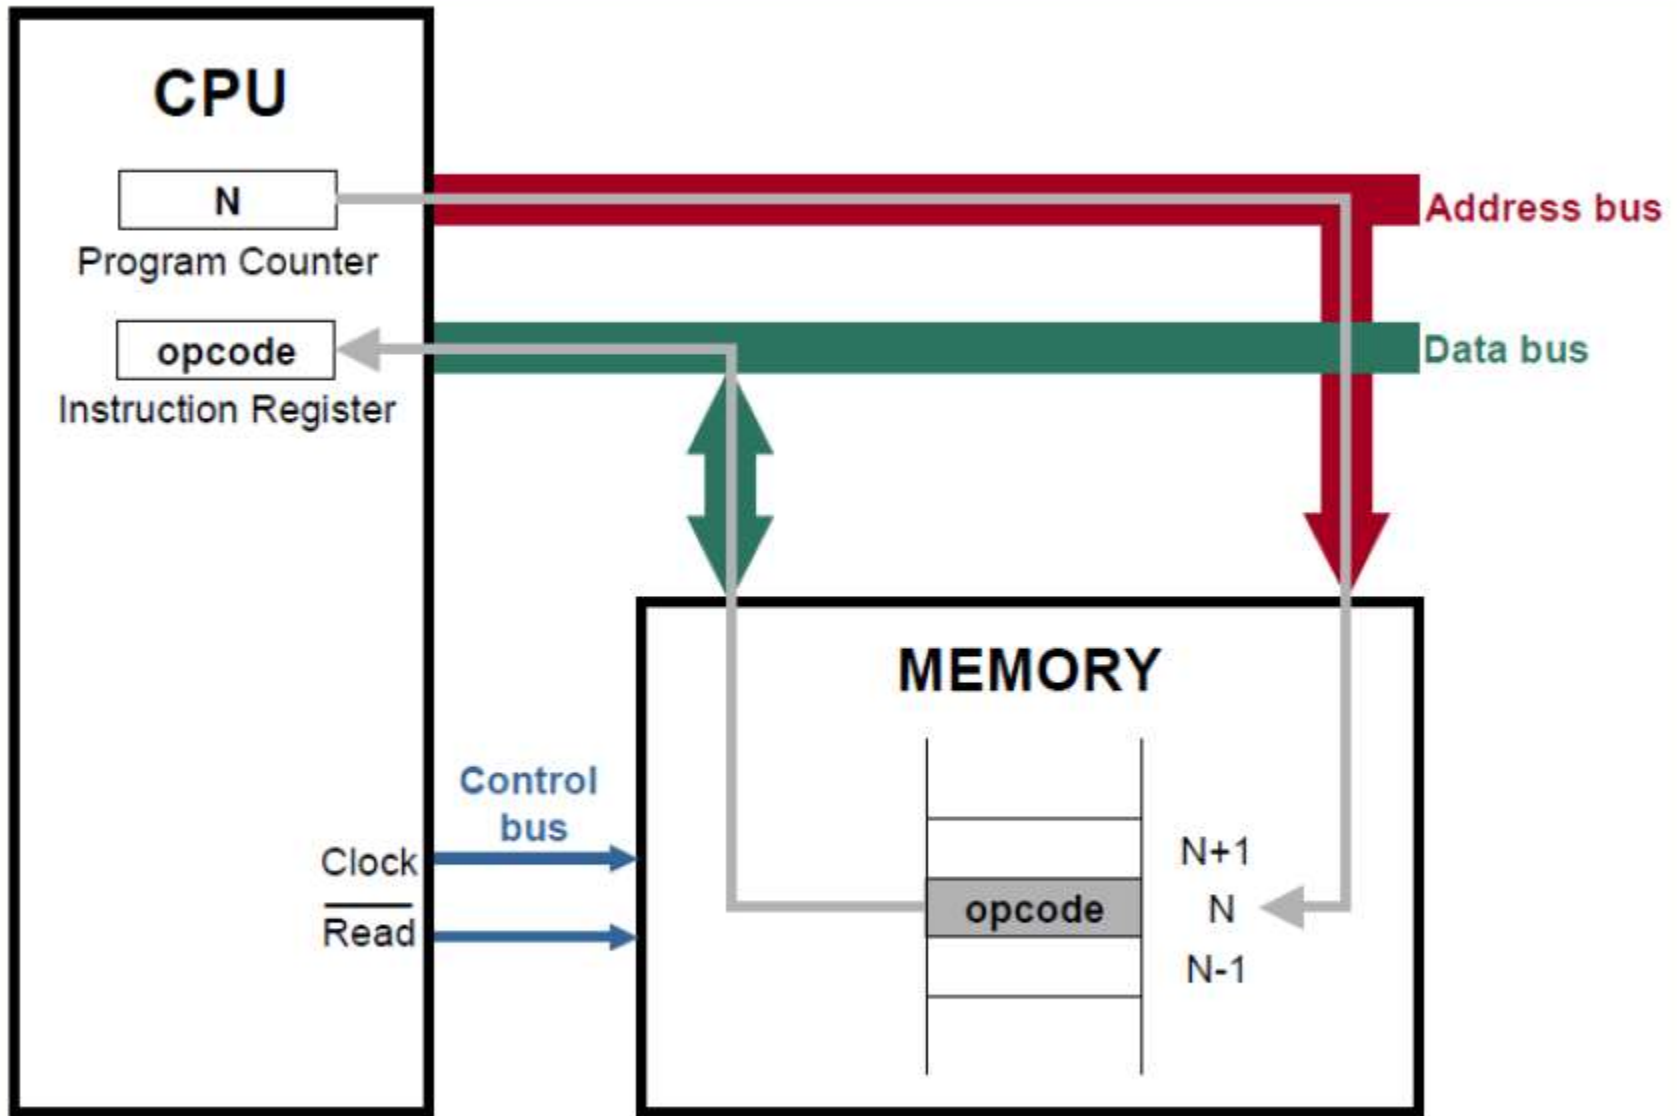 CPU
N
Program Counter
opcode
Instruction Register
Address bus
Data bus
MEMORY
Control
bus
Clock
Read
N+1
opcode
N
N-1